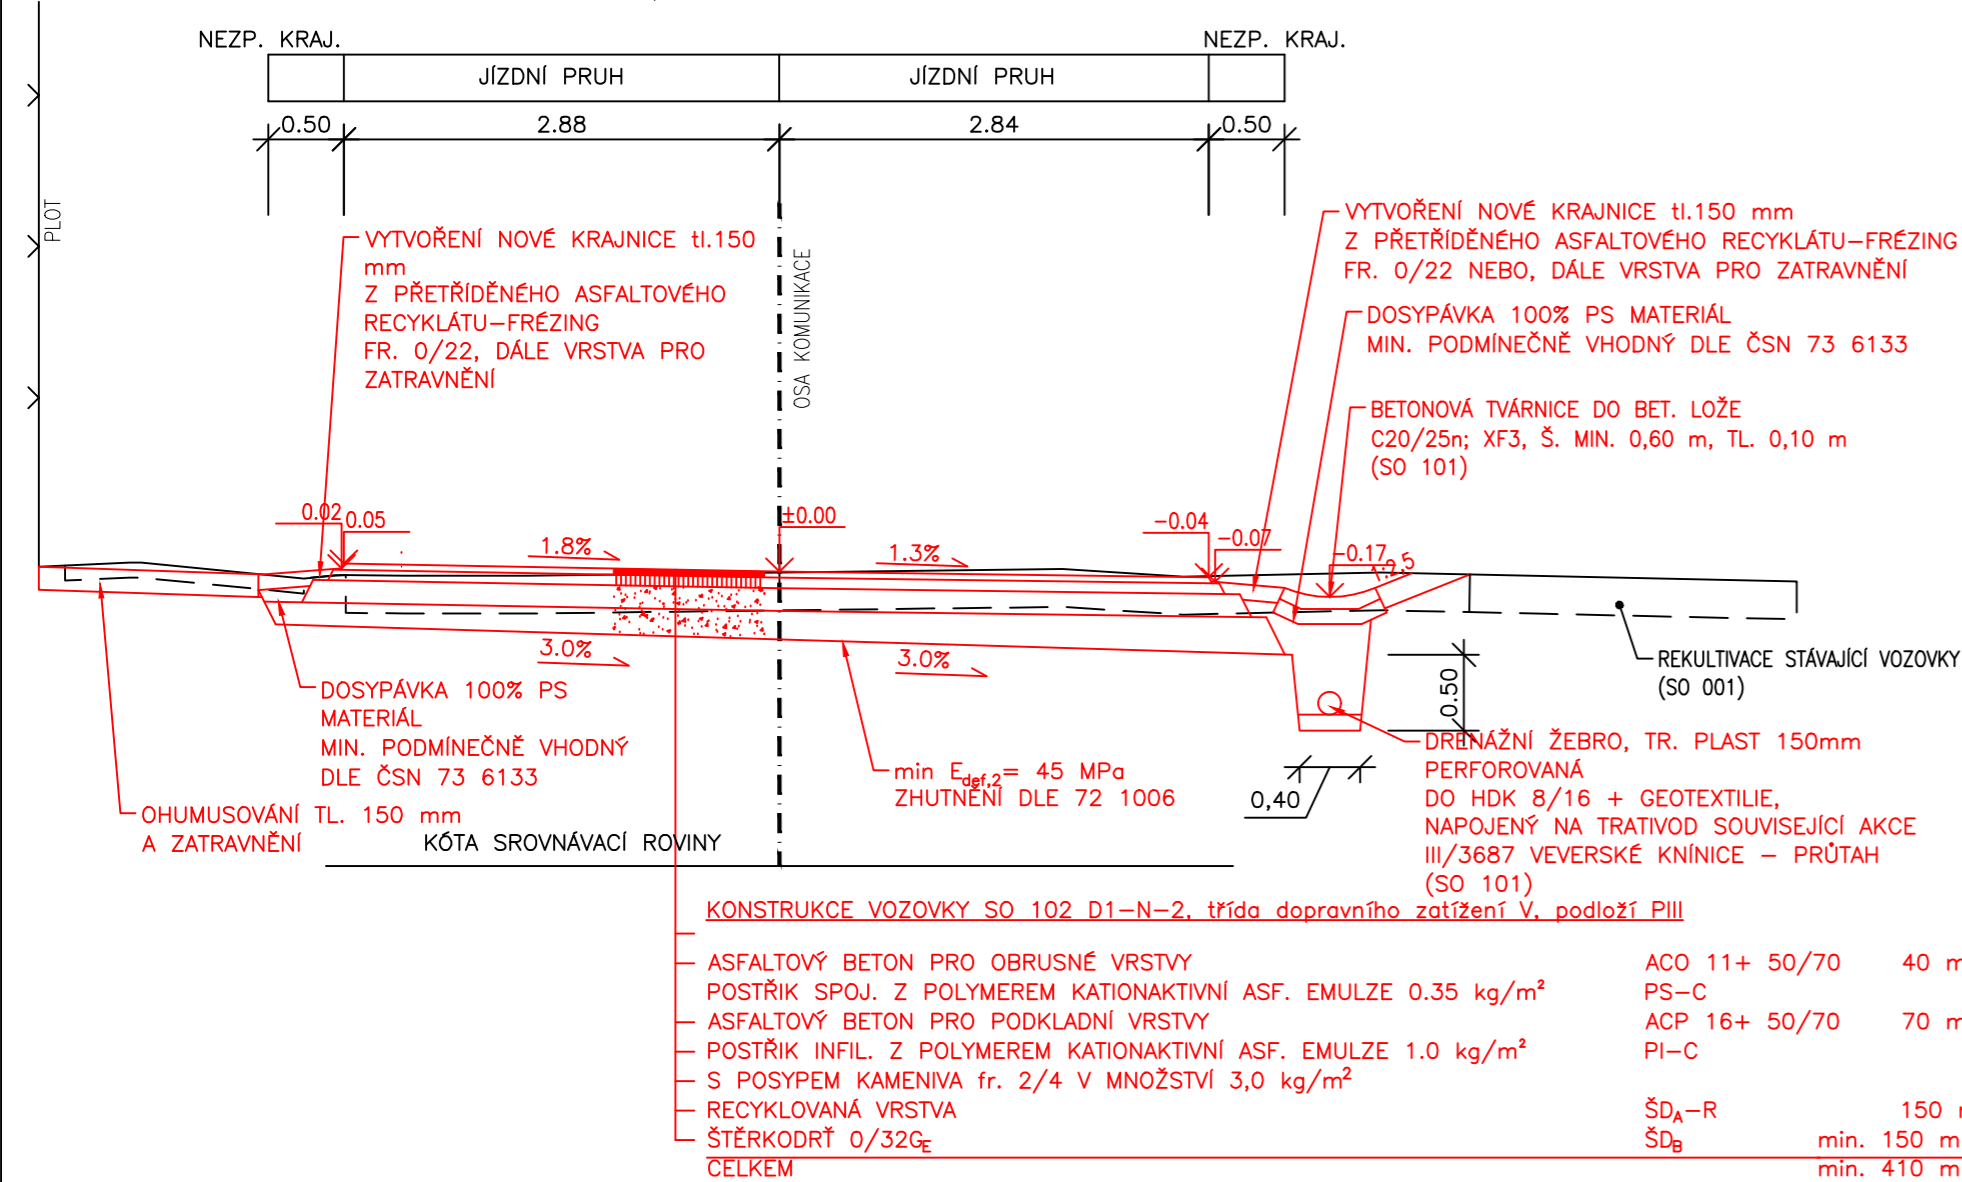 NEZP. KRAJ.
NEZP. KRAJ.
JÍZDNÍ PRUH
JÍZDNÍ PRUH
0.50
2.88
2.84
0.50
PLOT
VYTVOŘENÍ NOVÉ KRAJNICE tl.150
mm
Z PŘETŘÍDĚNÉHO ASFALTOVÉHO
RECYKLÁTU-FRÉZING
FR. 0/22, DÁLE VRSTVA PRO
ZATRAVNĚNÍ
OSA KOMUNIKACE
VYTVOŘENÍ NOVÉ KRAJNICE tl.150 mm
Z PŘETŘÍDĚNÉHO ASFALTOVÉHO RECYKLÁTU-FRÉZING
FR. 0/22 NEBO, DÁLE VRSTVA PRO ZATRAVNĚNÍ
DOSYPÁVKA 100% PS MATERIÁL
MIN. PODMÍNEČNĚ VHODNÝ DLE ČSN 73 6133
BETONOVÁ TVÁRNICE DO BET. LOŽE
C20/25n; XF3, Š. MIN. 0,60 m, TL. 0,10 m
(SO 101)
0.02
0.05
±0.00
-0.04
-0.07
-0.17
1:2,5
1.8%
1.3%
3.0%
3.0%
REKULTIVACE STÁVAJÍCÍ VOZOVKY
(SO 001)
DOSYPÁVKA 100% PS
MATERIÁL
MIN. PODMÍNEČNĚ VHODNÝ
DLE ČSN 73 6133
OHUMUSOVÁNÍ TL. 150 mm
A ZATRAVNĚNÍ
min Edef,2= 45 MPa
ZHUTNĚNÍ DLE 72 1006
0.50
0,40
DRENÁŽNÍ ŽEBRO, TR. PLAST 150mm
PERFOROVANÁ
DO HDK 8/16 + GEOTEXTILIE,
NAPOJENÝ NA TRATIVOD SOUVISEJÍCÍ AKCE
III/3687 VEVERSKÉ KNÍNICE - PRŮTAH
(SO 101)
KÓTA SROVNÁVACÍ ROVINY
KONSTRUKCE VOZOVKY SO 102 D1-N-2, třída dopravního zatížení V, podloží PIII
ASFALTOVÝ BETON PRO OBRUSNÉ VRSTVY ACO 11+ 50/70 40 m
POSTŘIK SPOJ. Z POLYMEREM KATIONAKTIVNÍ ASF. EMULZE 0.35 kg/m² PS-C
ASFALTOVÝ BETON PRO PODKLADNÍ VRSTVY ACP 16+ 50/70 70 m
POSTŘIK INFIL. Z POLYMEREM KATIONAKTIVNÍ ASF. EMULZE 1.0 kg/m² PI-C
S POSYPEM KAMENIVA fr. 2/4 V MNOŽSTVÍ 3,0 kg/m²
RECYKLOVANÁ VRSTVA ŠDA-R 150
ŠTĚRKODRŤ 0/32GE ŠDB min. 150 m
CELKEM min. 410 m